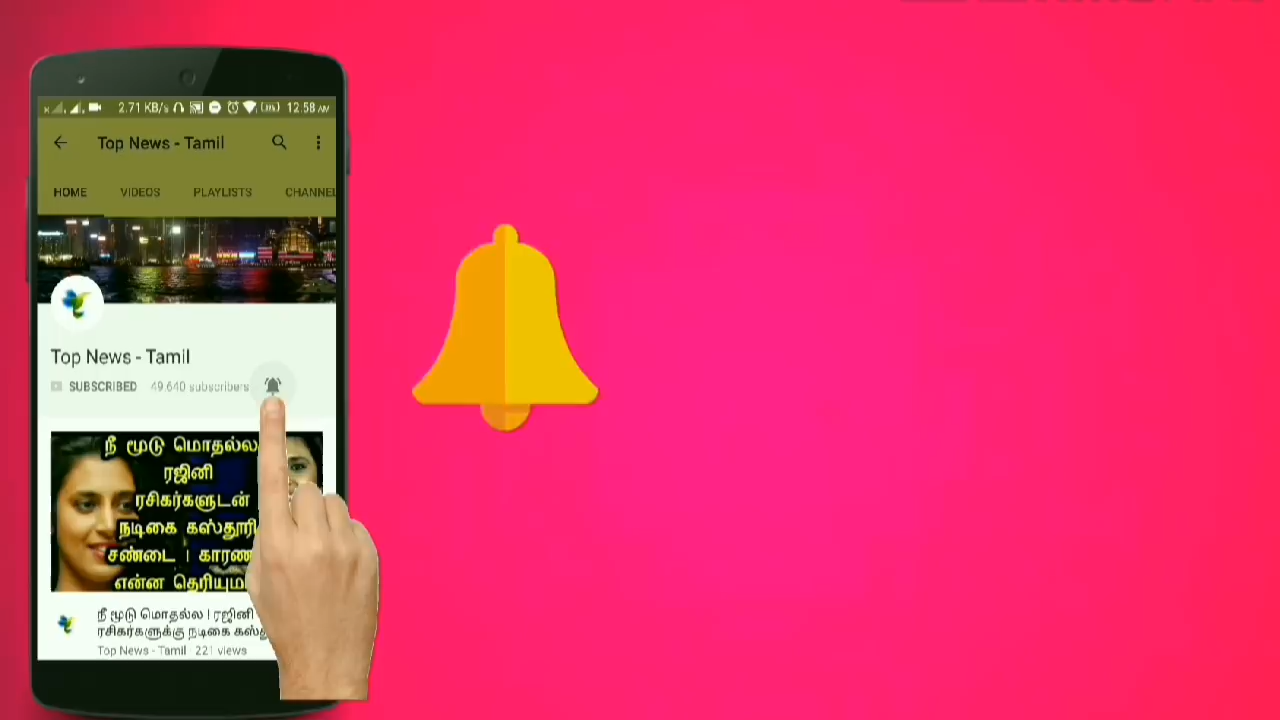 2.71 KB/s 12.58 AM
Top News - Tamil
HOME VIDEOS PLAYLISTS CHANNEL
Top News - Tamil
SUBSCRIBED 49,640 subscribers
நீ மூடு மொதல்ல
ரஜினி
ரசிகர்களுடன்
நடிகை கஸ்தூரி
சண்டை | காரண
என்ன தெரியும
நீ மூடு மொதல்ல | ரஜினி
ரசிகர்களுக்கு நடிகை கஸ்தூ
Top News - Tamil · 221 views